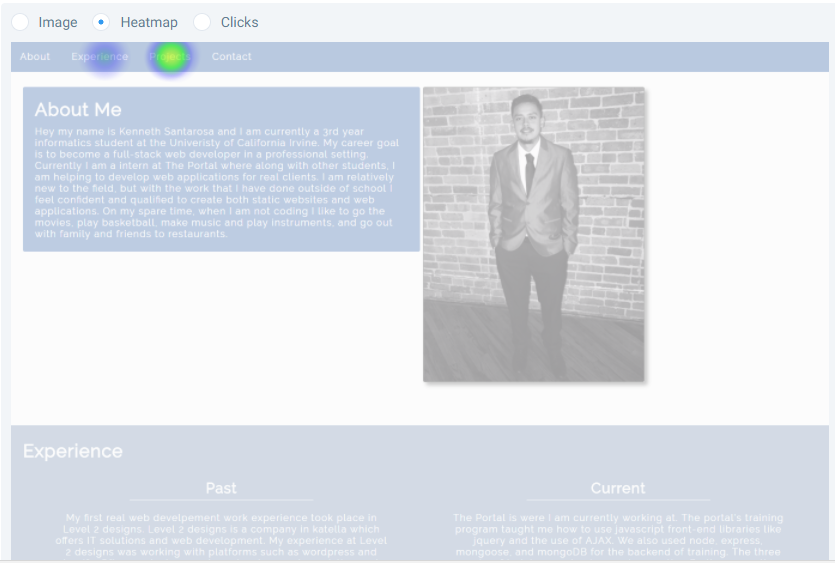 Image Heatmap Clicks
About Experience Projects Contact
About Me
Hey my name is Kenneth Santarosa and I am currently a 3rd year
informatics student at the Univeristy of California Irvine. My career goal
is to become a full-stack web developer in a professional setting.
Currently I am a intern at The Portal where along with other students, I
am helping to develop web applications for real clients. I am relatively
new to the field, but with the work that I have done outside of school I
feel confident and qualified to create both static websites and web
applications. On my spare time, when I am not coding I like to go the
movies, play basketball, make music and play instruments, and go out
with family and friends to restaurants.
Experience
Past
My first real web develpement work experience took place in
Level 2 designs. Level 2 designs is a company in katella which
offers IT solutions and web development. My experience at Level
2 designs was working with platforms such as wordpress and
Current
The Portal is were I am currently working at. The portal's training
program taught me how to use javascript front-end libraries like
jquery and the use of AJAX. We also used node, express,
mongoose, and mongoDB for the backend of training. The three